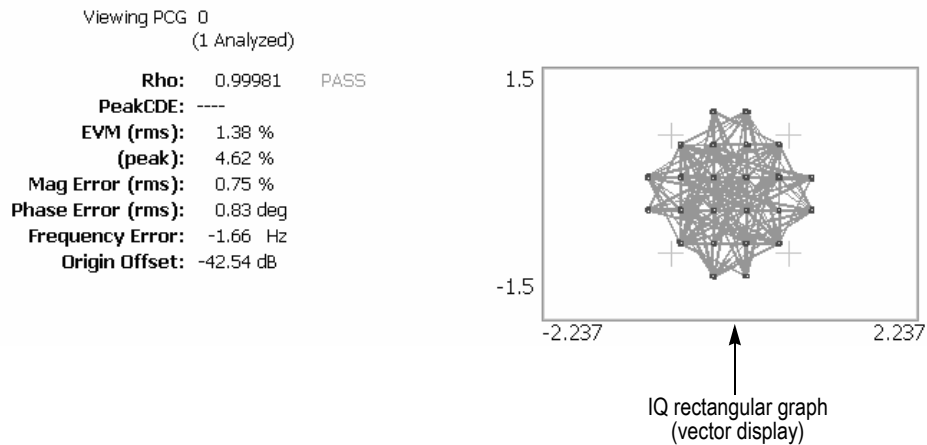 Viewing PCG 0
(1 Analyzed)
Rho: 0.99981 PASS
PeakCDE: ----
EVM (rms): 1.38 %
(peak): 4.62 %
Mag Error (rms): 0.75 %
Phase Error (rms): 0.83 deg
Frequency Error: -1.66 Hz
Origin Offset: -42.54 dB
1.5
-1.5
-2.237 2.237
IQ rectangular graph
(vector display)